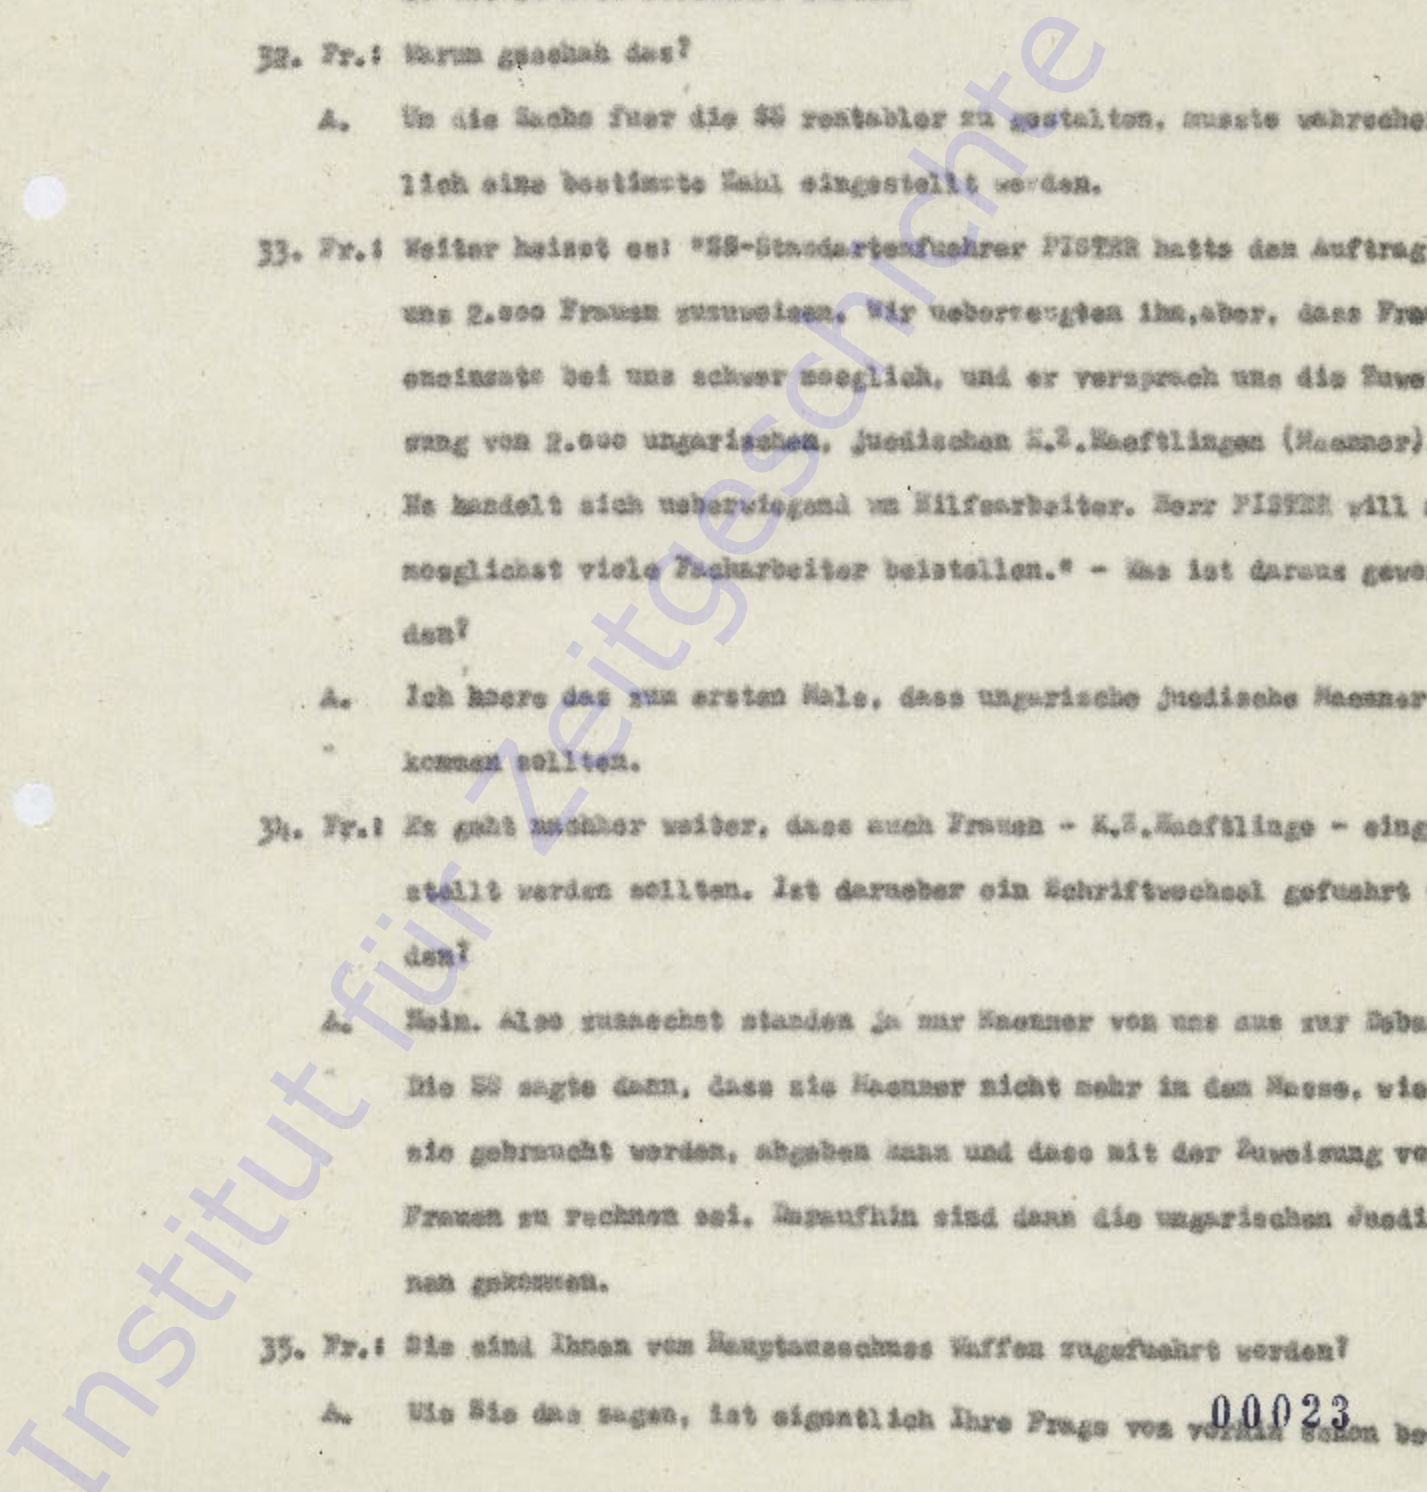 32. Fr.: Warum geschah das?
A. Um die Sache fuer die SS rentabler zu gestalten, musste wahrschei
lich eine bestimmte Zahl eingestellt werden.
33. Fr.: Weiter heisst es: "SS-Standartenfuehrer PISTER hatte den Auftrag
uns 2.000 Frauen zuzuweisen. Wir ueberzeugten ihn,aber, dass Frau
eneinsatz bei uns schwer moeglich, und er versprach uns die Zuwe
sung von 2.000 ungarischen, juedischen K.Z.Haeftlingen (Maenner)
Es handelt sich ueberwiegend um Hilfsarbeiter. Herr PISTER will
moeglichst viele Facharbeiter beistellen." - Was ist daraus gewo
den?
A. Ich hoere das zum ersten Male, dass ungarische juedische Maenner
kommen sollten.
34. Fr.: Es geht nachher weiter, dass auch Frauen - K.Z.Haeftlinge - eing
stellt werden sollten. Ist darueber ein Schriftwechsel gefuehrt
den?
A. Nein. Also zunaechst standen ja nur Maenner von uns aus zur Deba
Die SS sagte dann, dass sie Maenner nicht mehr in dem Masse, wie
sie gebraucht werden, abgeben kann und dass mit der Zuweisung vo
Frauen zu rechnen sei. Daraufhin sind dann die ungarischen Juedi
nen gekommen.
35. Fr.: Sie sind Ihnen vom Hauptausschuss Waffen zugefuehrt worden?
A. Wie Sie das sagen, ist eigentlich Ihre Frage von vorhin schon be
00023
Institut für Zeitgeschichte